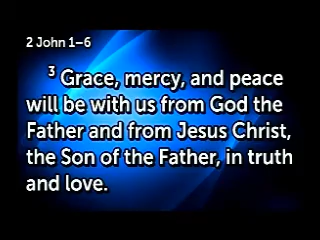 2 John 1–6
3 Grace, mercy, and peace
will be with us from God the
Father and from Jesus Christ,
the Son of the Father, in truth
and love.